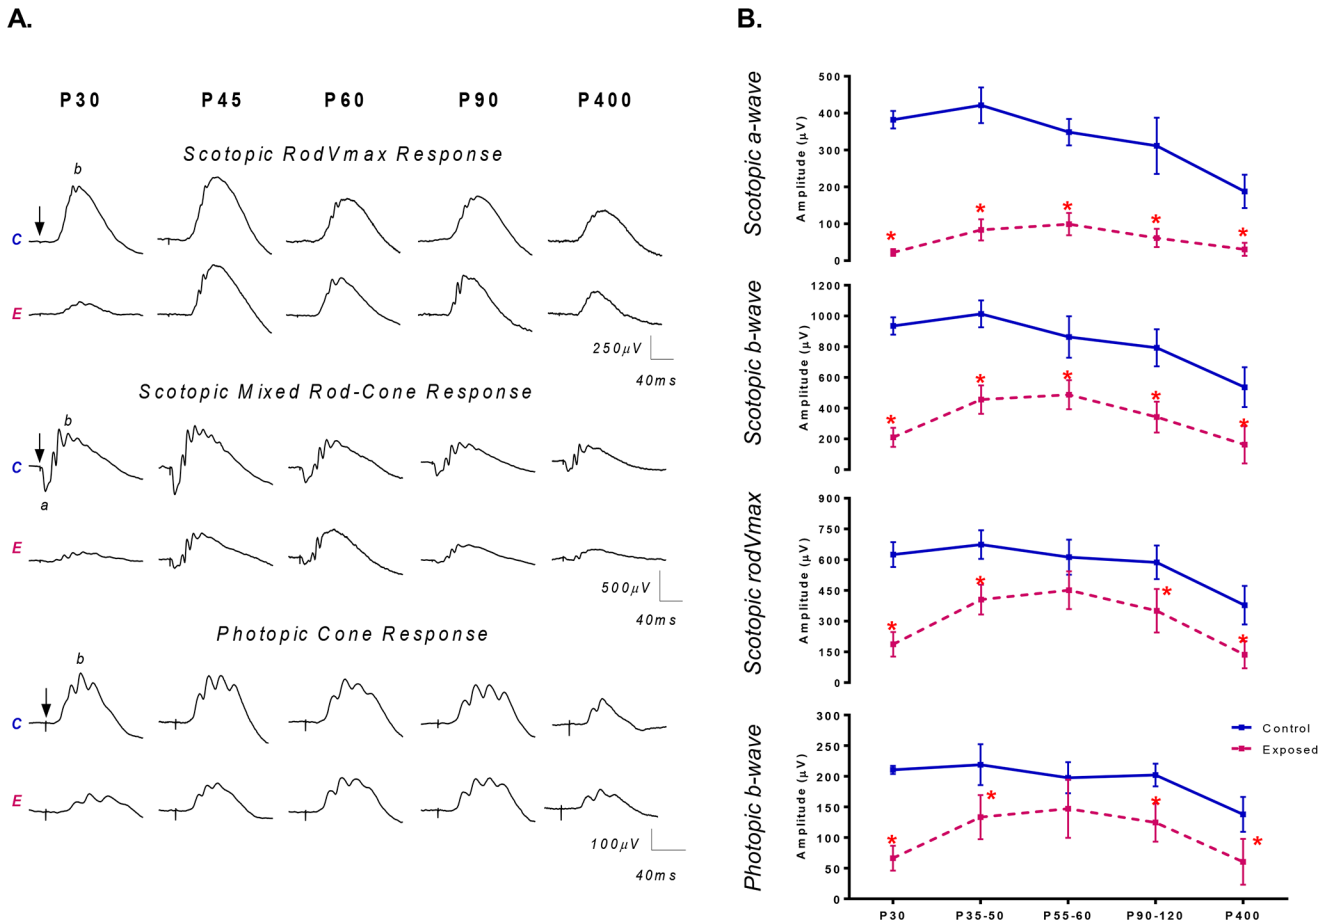 A.
P30 P45 P60 P90 P400
Scotopic RodVmax Response
b
C
E
250µV
40ms
Scotopic Mixed Rod-Cone Response
b
C
a
E
500µV
40ms
Photopic Cone Response
b
C
E
100µV
40ms
B.
Scotopic a-wave
Amplitude (µV)
500
400
300
200
100
0
* * * * *
Scotopic b-wave
Amplitude (µV)
1200
1000
800
600
400
200
0
* * * * *
Scotopic rodVmax
Amplitude (µV)
900
750
600
450
300
150
0
* * * *
Photopic b-wave
Amplitude (µV)
300
250
200
150
100
50
0
* * * *
Control
Exposed
P30 P35-50 P55-60 P90-120 P400